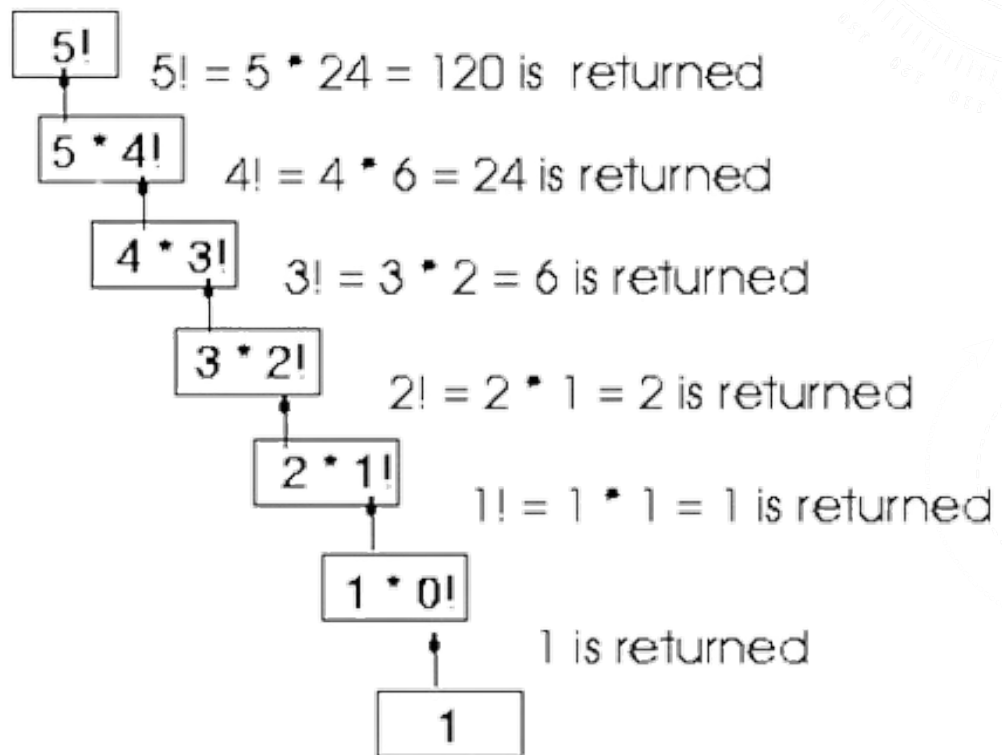 5!
5! = 5 * 24 = 120 is returned
5 * 4!
4! = 4 * 6 = 24 is returned
4 * 3!
3! = 3 * 2 = 6 is returned
3 * 2!
2! = 2 * 1 = 2 is returned
2 * 1!
1! = 1 * 1 = 1 is returned
1 * 0!
1 is returned
1